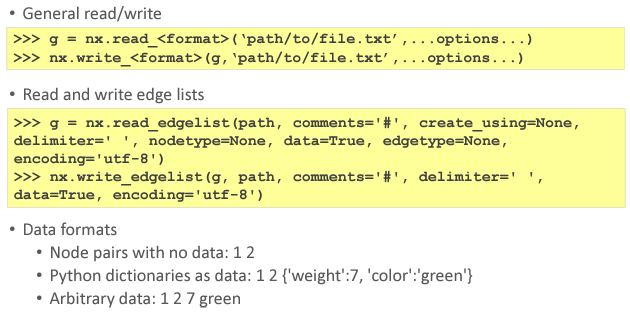 • General read/write
>>> g = nx.read_<format>(‘path/to/file.txt’,...options...)
>>> nx.write_<format>(g,‘path/to/file.txt’,...options...)
• Read and write edge lists
>>> g = nx.read_edgelist(path, comments='#', create_using=None,
delimiter=' ', nodetype=None, data=True, edgetype=None,
encoding='utf-8')
>>> nx.write_edgelist(g, path, comments='#', delimiter=' ',
data=True, encoding='utf-8')
• Data formats
• Node pairs with no data: 1 2
• Python dictionaries as data: 1 2 {'weight':7, 'color':'green'}
• Arbitrary data: 1 2 7 green